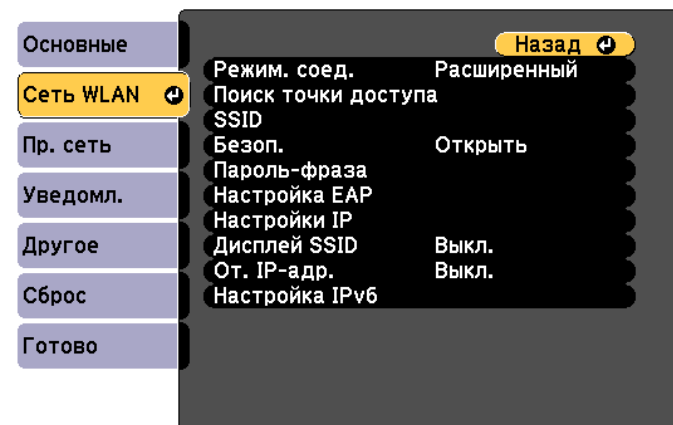 Основные
Сеть WLAN
Пр. сеть
Уведомл.
Другое
Сброс
Готово
Назад
Режим. соед. Расширенный
Поиск точки доступа
SSID
Безоп. Открыть
Пароль-фраза
Настройка EAP
Настройки IP
Дисплей SSID Выкл.
От. IP-адр. Выкл.
Настройка IPv6